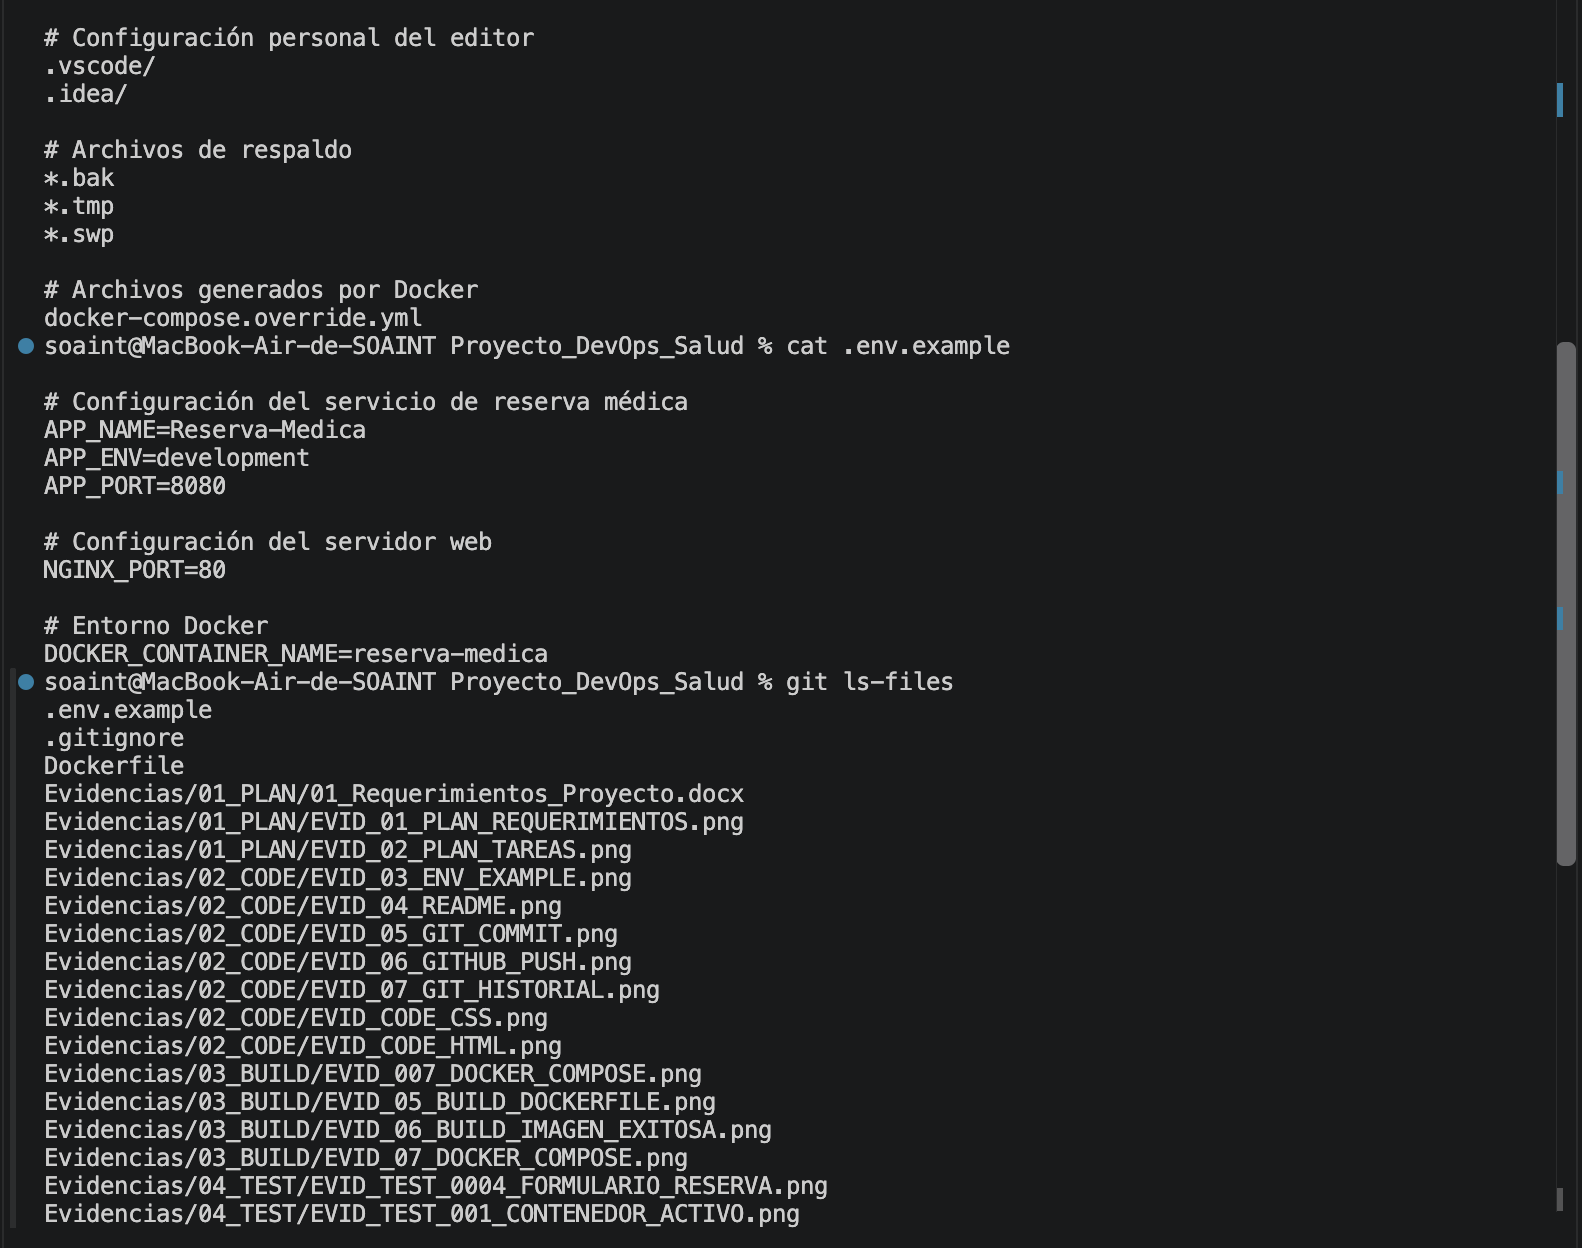 # Configuración personal del editor
.vscode/
.idea/
# Archivos de respaldo
*.bak
*.tmp
*.swp
# Archivos generados por Docker
docker-compose.override.yml
soaint@MacBook-Air-de-SOAINT Proyecto_DevOps_Salud % cat .env.example
# Configuración del servicio de reserva médica
APP_NAME=Reserva-Medica
APP_ENV=development
APP_PORT=8080
# Configuración del servidor web
NGINX_PORT=80
# Entorno Docker
DOCKER_CONTAINER_NAME=reserva-medica
soaint@MacBook-Air-de-SOAINT Proyecto_DevOps_Salud % git ls-files
.env.example
.gitignore
Dockerfile
Evidencias/01_PLAN/01_Requerimientos_Proyecto.docx
Evidencias/01_PLAN/EVID_01_PLAN_REQUERIMIENTOS.png
Evidencias/01_PLAN/EVID_02_PLAN_TAREAS.png
Evidencias/02_CODE/EVID_03_ENV_EXAMPLE.png
Evidencias/02_CODE/EVID_04_README.png
Evidencias/02_CODE/EVID_05_GIT_COMMIT.png
Evidencias/02_CODE/EVID_06_GITHUB_PUSH.png
Evidencias/02_CODE/EVID_07_GIT_HISTORIAL.png
Evidencias/02_CODE/EVID_CODE_CSS.png
Evidencias/02_CODE/EVID_CODE_HTML.png
Evidencias/03_BUILD/EVID_007_DOCKER_COMPOSE.png
Evidencias/03_BUILD/EVID_05_BUILD_DOCKERFILE.png
Evidencias/03_BUILD/EVID_06_BUILD_IMAGEN_EXITOSA.png
Evidencias/03_BUILD/EVID_07_DOCKER_COMPOSE.png
Evidencias/04_TEST/EVID_TEST_0004_FORMULARIO_RESERVA.png
Evidencias/04_TEST/EVID_TEST_001_CONTENEDOR_ACTIVO.png